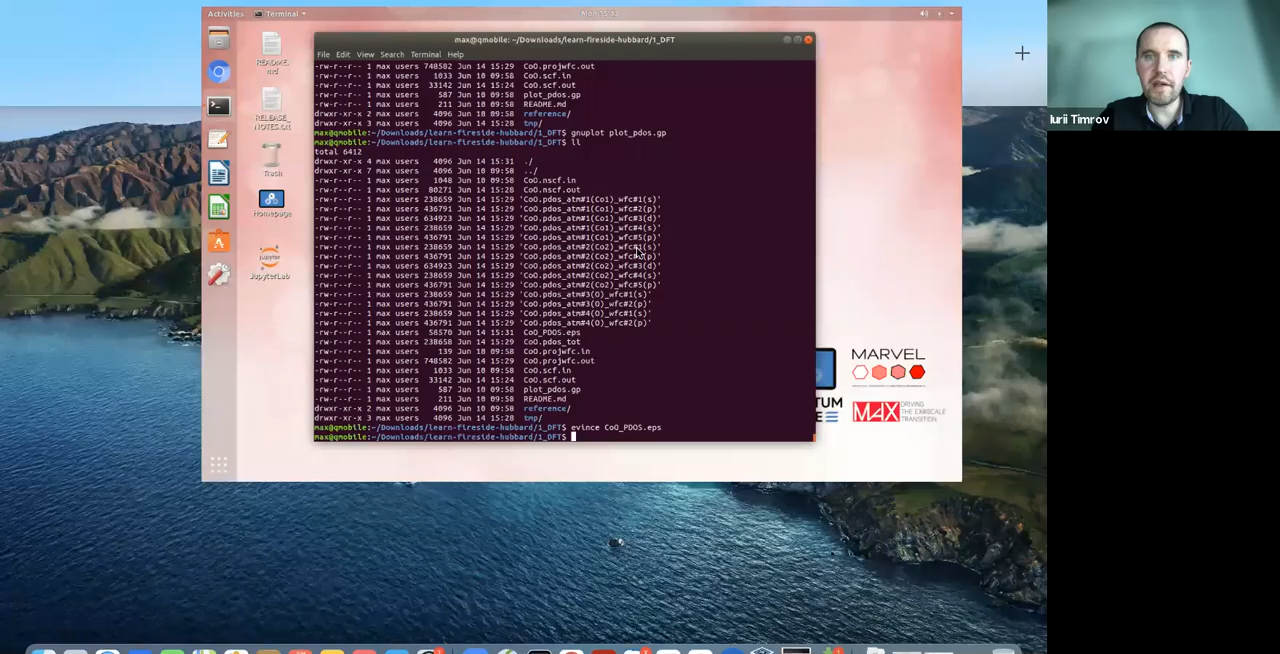 Activities
Terminal
Mon 15:53
README.
md
RELEASE_
NOTES.txt
Trash
Homepage
JupyterLab
max@qmobile: ~/Downloads/learn-fireside-hubbard/1_DFT
File Edit View Search Terminal Help
-rw-r--r-- 1 max users 748582 Jun 14 15:29 CoO.projwfc.out
-rw-r--r-- 1 max users 1033 Jun 10 09:58 CoO.scf.in
-rw-r--r-- 1 max users 33142 Jun 14 15:24 CoO.scf.out
-rw-r--r-- 1 max users 587 Jun 10 09:58 plot_pdos.gp
-rw-r--r-- 1 max users 211 Jun 10 09:58 README.md
drwxr-xr-x 2 max users 4096 Jun 10 09:58 reference/
drwxr-xr-x 3 max users 4096 Jun 14 15:28 tmp/
max@qmobile:~/Downloads/learn-fireside-hubbard/1_DFT$ gnuplot plot_pdos.gp
max@qmobile:~/Downloads/learn-fireside-hubbard/1_DFT$ ll
total 6412
drwxr-xr-x 4 max users 4096 Jun 14 15:31 ./
drwxr-xr-x 7 max users 4096 Jun 10 09:58 ../
-rw-r--r-- 1 max users 1048 Jun 10 09:58 CoO.nscf.in
-rw-r--r-- 1 max users 80271 Jun 14 15:28 CoO.nscf.out
-rw-r--r-- 1 max users 238659 Jun 14 15:29 'CoO.pdos_atm#1(Co1)_wfc#1(s)'
-rw-r--r-- 1 max users 436791 Jun 14 15:29 'CoO.pdos_atm#1(Co1)_wfc#2(p)'
-rw-r--r-- 1 max users 634923 Jun 14 15:29 'CoO.pdos_atm#1(Co1)_wfc#3(d)'
-rw-r--r-- 1 max users 238659 Jun 14 15:29 'CoO.pdos_atm#1(Co1)_wfc#4(s)'
-rw-r--r-- 1 max users 436791 Jun 14 15:29 'CoO.pdos_atm#1(Co1)_wfc#5(p)'
-rw-r--r-- 1 max users 238659 Jun 14 15:29 'CoO.pdos_atm#2(Co2)_wfc#1(s)'
-rw-r--r-- 1 max users 436791 Jun 14 15:29 'CoO.pdos_atm#2(Co2)_wfc#2(p)'
-rw-r--r-- 1 max users 634923 Jun 14 15:29 'CoO.pdos_atm#2(Co2)_wfc#3(d)'
-rw-r--r-- 1 max users 238659 Jun 14 15:29 'CoO.pdos_atm#2(Co2)_wfc#4(s)'
-rw-r--r-- 1 max users 436791 Jun 14 15:29 'CoO.pdos_atm#2(Co2)_wfc#5(p)'
-rw-r--r-- 1 max users 238659 Jun 14 15:29 'CoO.pdos_atm#3(O)_wfc#1(s)'
-rw-r--r-- 1 max users 436791 Jun 14 15:29 'CoO.pdos_atm#3(O)_wfc#2(p)'
-rw-r--r-- 1 max users 238659 Jun 14 15:29 'CoO.pdos_atm#4(O)_wfc#1(s)'
-rw-r--r-- 1 max users 436791 Jun 14 15:29 'CoO.pdos_atm#4(O)_wfc#2(p)'
-rw-r--r-- 1 max users 58570 Jun 14 15:31 CoO_PDOS.eps
-rw-r--r-- 1 max users 238658 Jun 14 15:29 CoO.pdos_tot
-rw-r--r-- 1 max users 139 Jun 10 09:58 CoO.projwfc.in
-rw-r--r-- 1 max users 748582 Jun 14 15:29 CoO.projwfc.out
-rw-r--r-- 1 max users 1033 Jun 10 09:58 CoO.scf.in
-rw-r--r-- 1 max users 33142 Jun 14 15:24 CoO.scf.out
-rw-r--r-- 1 max users 587 Jun 10 09:58 plot_pdos.gp
-rw-r--r-- 1 max users 211 Jun 10 09:58 README.md
drwxr-xr-x 2 max users 4096 Jun 10 09:58 reference/
drwxr-xr-x 3 max users 4096 Jun 14 15:28 tmp/
max@qmobile:~/Downloads/learn-fireside-hubbard/1_DFT$ evince CoO_PDOS.eps
max@qmobile:~/Downloads/learn-fireside-hubbard/1_DFT$
MARVEL
MAX DRIVING
THE EXASCALE
TRANSITION
Iurii Timrov